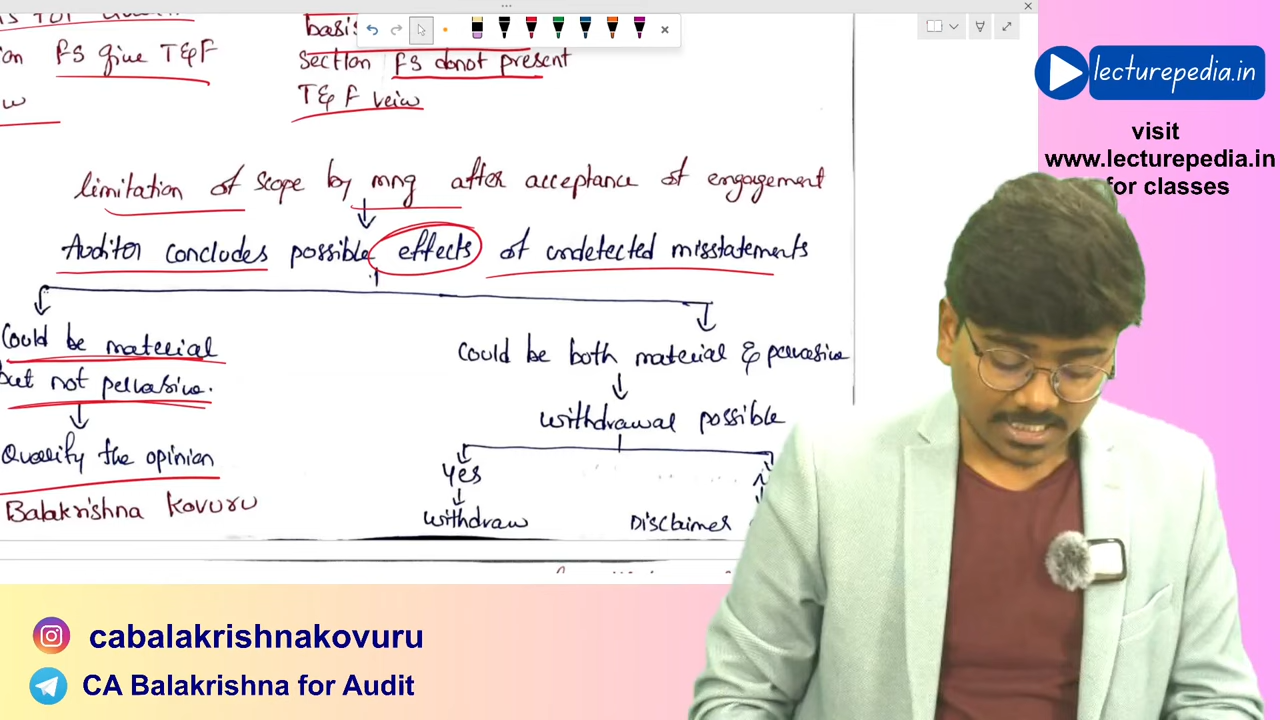 basis
on FS give T&F
section FS donot present
w
T & F veiw
limitation of scope by mng after acceptance of engagement
Auditor concludes possible effects of undetected misstatements
Could be material
but not pervasive.
Could be both material & pervasive
withdrawal possible
Qualify the opinion
Yes
withdraw
Disclaimer
Balakrishna Kovuru
lecturepedia.in
visit
www.lecturepedia.in
for classes
cabalakrishnakovuru
CA Balakrishna for Audit